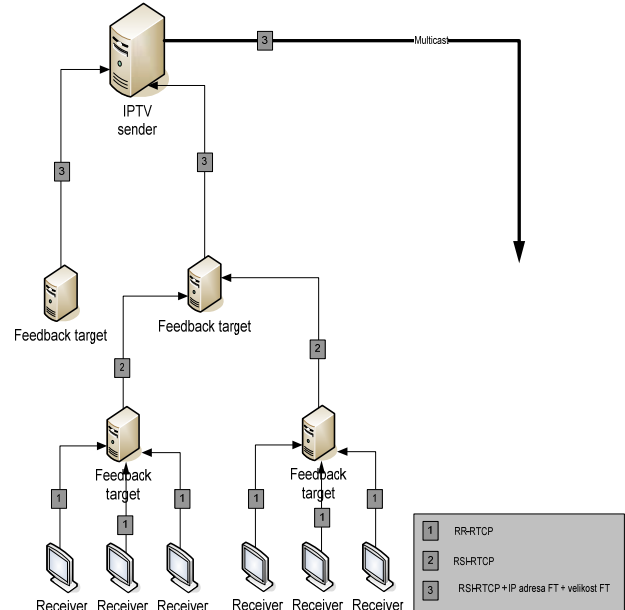 3
Multicast
IPTV
sender
3
3
Feedback target
Feedback target
2
2
Feedback
target
Feedback
target
1
1
1
1
1
1
Receiver
Receiver
Receiver
Receiver
Receiver
Receiver
1 RR-RTCP
2 RSI-RTCP
3 RSI-RTCP + IP adresa FT + velikost FT